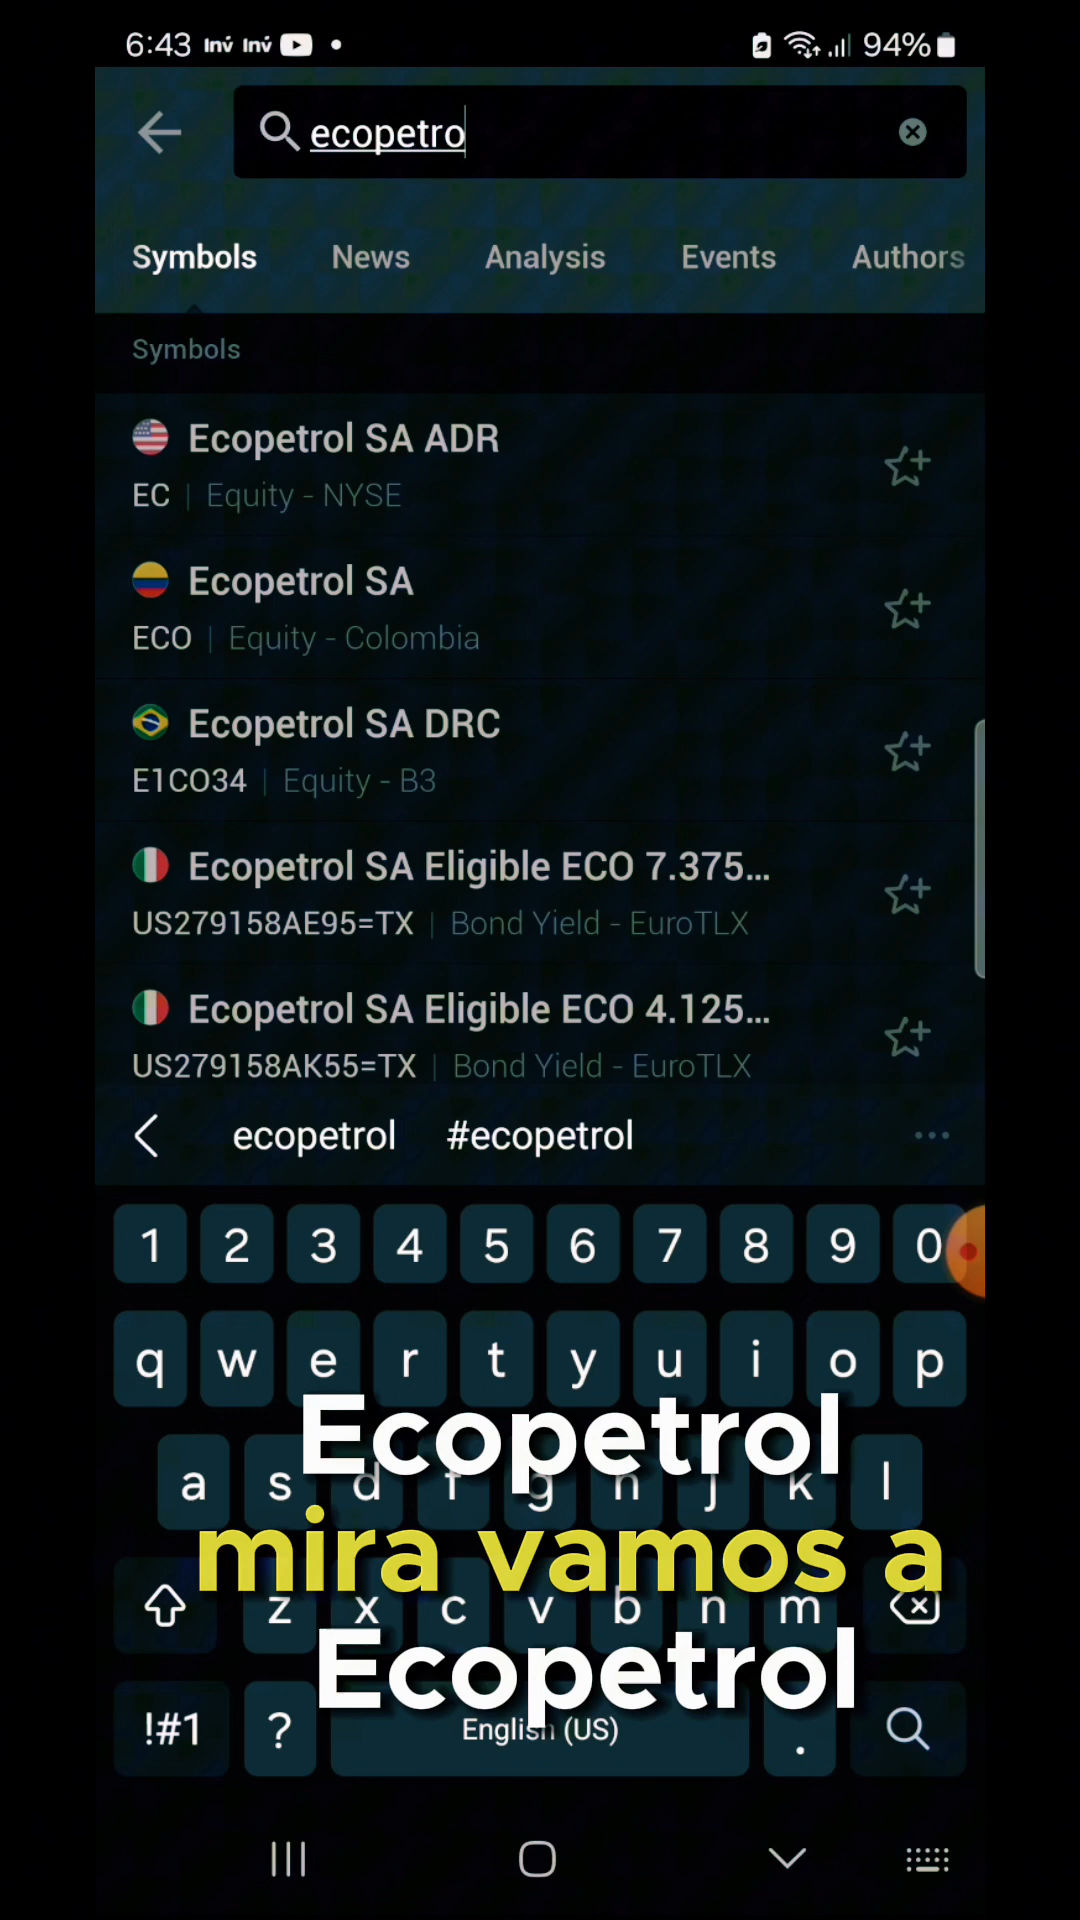 6:43 Inv Inv 94%
ecopetro
Symbols News Analysis Events Authors
Symbols
Ecopetrol SA ADR
EC | Equity - NYSE
Ecopetrol SA
ECO | Equity - Colombia
Ecopetrol SA DRC
E1CO34 | Equity - B3
Ecopetrol SA Eligible ECO 7.375...
US279158AE95=TX | Bond Yield - EuroTLX
Ecopetrol SA Eligible ECO 4.125...
US279158AK55=TX | Bond Yield - EuroTLX
ecopetrol #ecopetrol
1 2 3 4 5 6 7 8 9 0
q w e r t y u i o p
Ecopetrol
a s d f g h j k l
mira vamos a
z x c v b n m
Ecopetrol
!#1 ? English (US) .